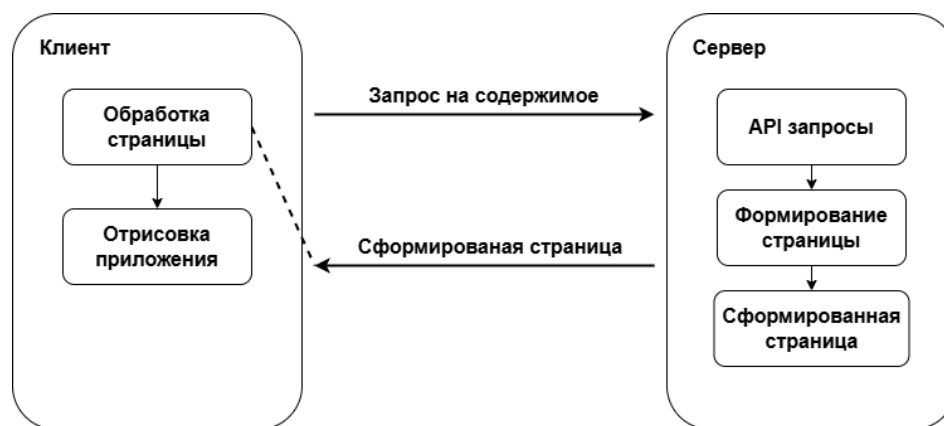 Клиент
Обработка
страницы
Отрисовка
приложения
Запрос на содержимое
Сформированая страница
Сервер
API запросы
Формирование
страницы
Сформированная
страница